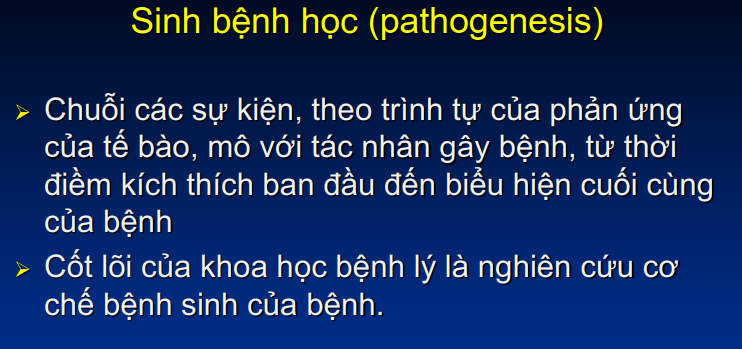 Sinh bệnh học (pathogenesis)
➢ Chuỗi các sự kiện, theo trình tự của phản ứng
của tế bào, mô với tác nhân gây bệnh, từ thời
điềm kích thích ban đầu đến biểu hiện cuối cùng
của bệnh
➢ Cốt lõi của khoa học bệnh lý là nghiên cứu cơ
chế bệnh sinh của bệnh.